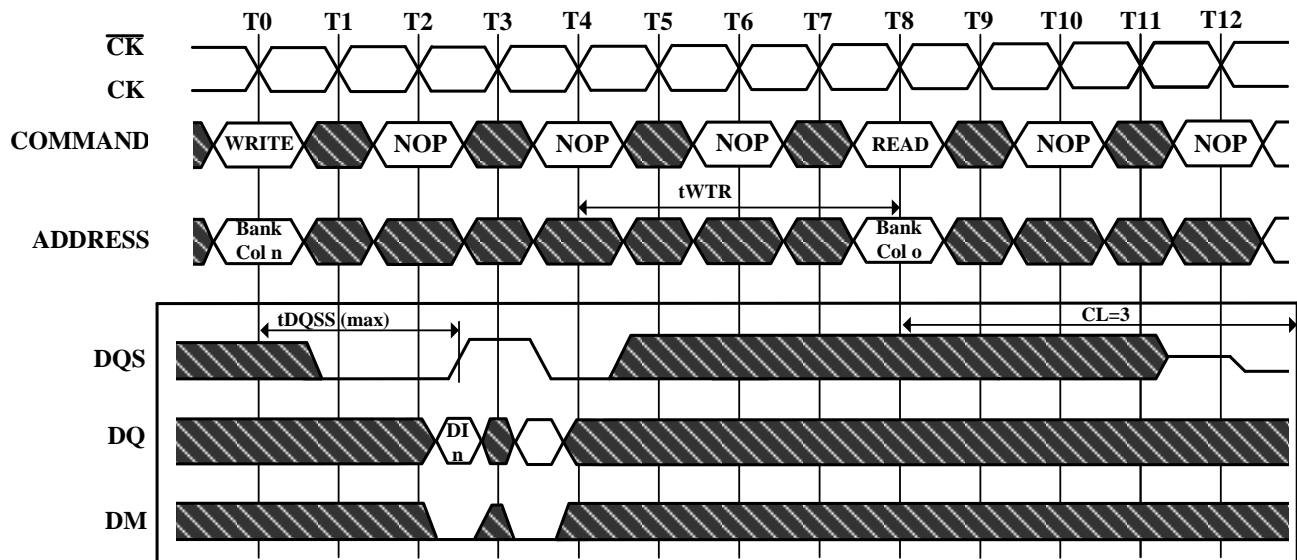 T0 T1 T2 T3 T4 T5 T6 T7 T8 T9 T10 T11 T12
CK
CK
COMMAND
WRITE NOP NOP NOP READ NOP NOP
tWTR
ADDRESS
Bank
Col n
Bank
Col o
tDQSS (max)
CL=3
DQS
DQ
DI
n
DM